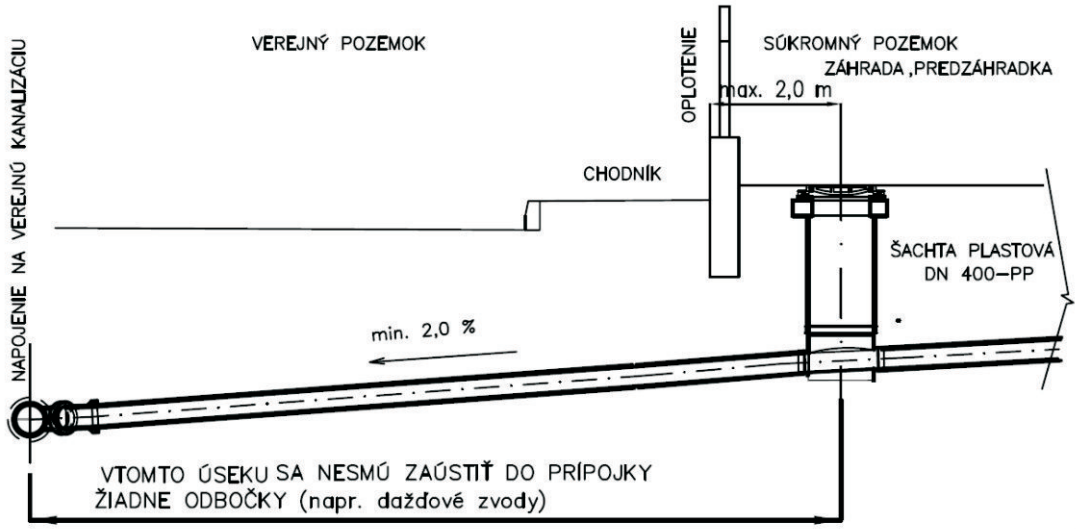 NAPOJENIE NA VEREJNÚ KANALIZÁCIU
VEREJNÝ POZEMOK
OPLOTENIE
SÚKROMNÝ POZEMOK
ZÁHRADA ,PREDZÁHRADKA
max. 2,0 m
CHODNÍK
ŠACHTA PLASTOVÁ
DN 400-PP
min. 2,0 %
VTOMTO ÚSEKU SA NESMÚ ZAÚSTIŤ DO PRÍPOJKY
ŽIADNE ODBOČKY (napr. dažďové zvody)